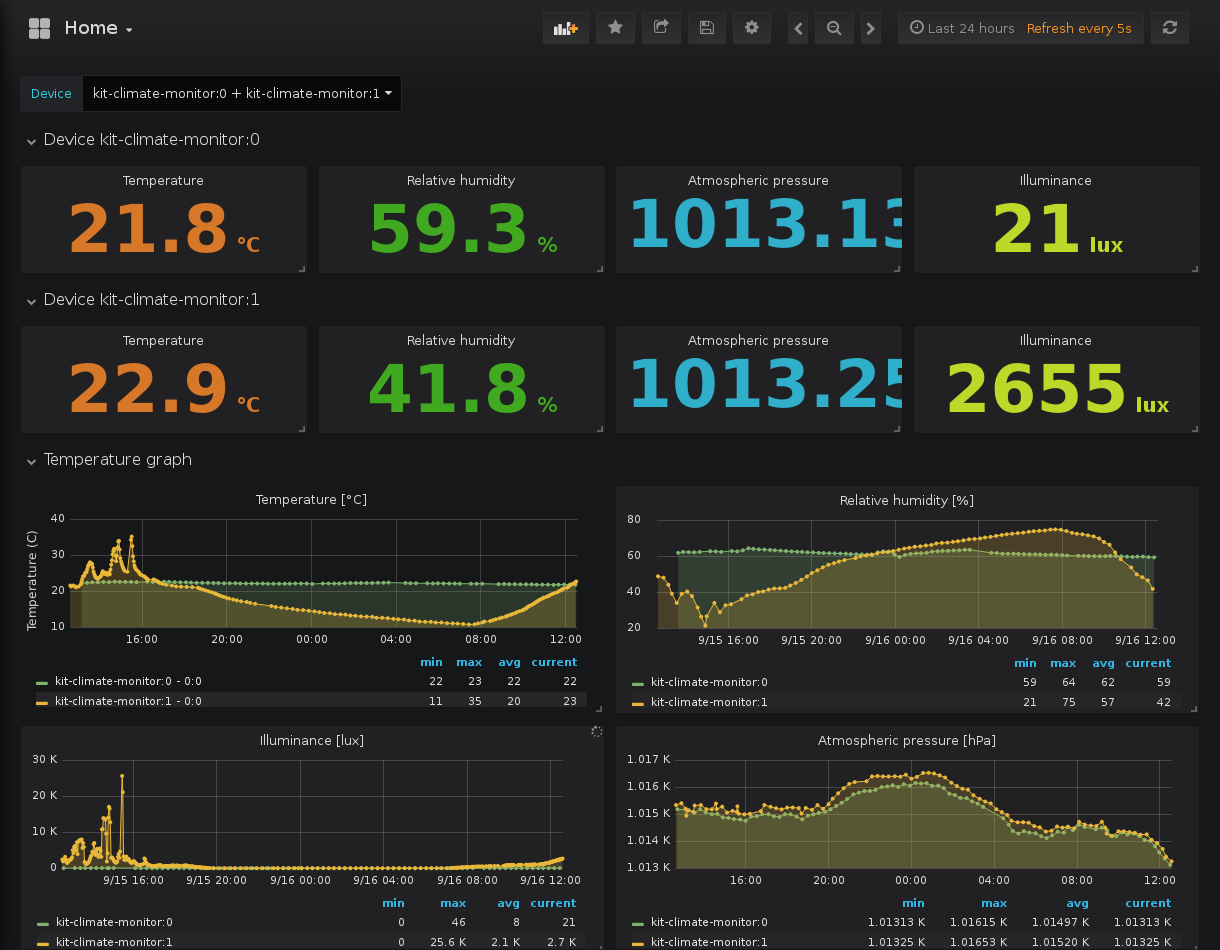 Home
Last 24 hours Refresh every 5s
Device kit-climate-monitor:0 + kit-climate-monitor:1
Device kit-climate-monitor:0
Temperature Relative humidity Atmospheric pressure Illuminance
21.8 °C 59.3 % 1013.13 21 lux
Device kit-climate-monitor:1
Temperature Relative humidity Atmospheric pressure Illuminance
22.9 °C 41.8 % 1013.25 2655 lux
Temperature graph
Temperature [°C]
Temperature (C)
40
30
20
10
16:00 20:00 00:00 04:00 08:00 12:00
min max avg current
kit-climate-monitor:0 - 0:0 22 23 22 22
kit-climate-monitor:1 - 0:0 11 35 20 23
Relative humidity [%]
80
60
40
20
9/15 16:00 9/15 20:00 9/16 00:00 9/16 04:00 9/16 08:00 9/16 12:00
min max avg current
kit-climate-monitor:0 59 64 62 59
kit-climate-monitor:1 21 75 57 42
Illuminance [lux]
30 K
20 K
10 K
0
9/15 16:00 9/15 20:00 9/16 00:00 9/16 04:00 9/16 08:00 9/16 12:00
min max avg current
kit-climate-monitor:0 0 46 8 21
kit-climate-monitor:1 0 25.6 K 2.1 K 2.7 K
Atmospheric pressure [hPa]
1.017 K
1.016 K
1.015 K
1.014 K
1.013 K
16:00 20:00 00:00 04:00 08:00 12:00
min max avg current
kit-climate-monitor:0 1.01313 K 1.01615 K 1.01497 K 1.01313 K
kit-climate-monitor:1 1.01325 K 1.01653 K 1.01520 K 1.01325 K